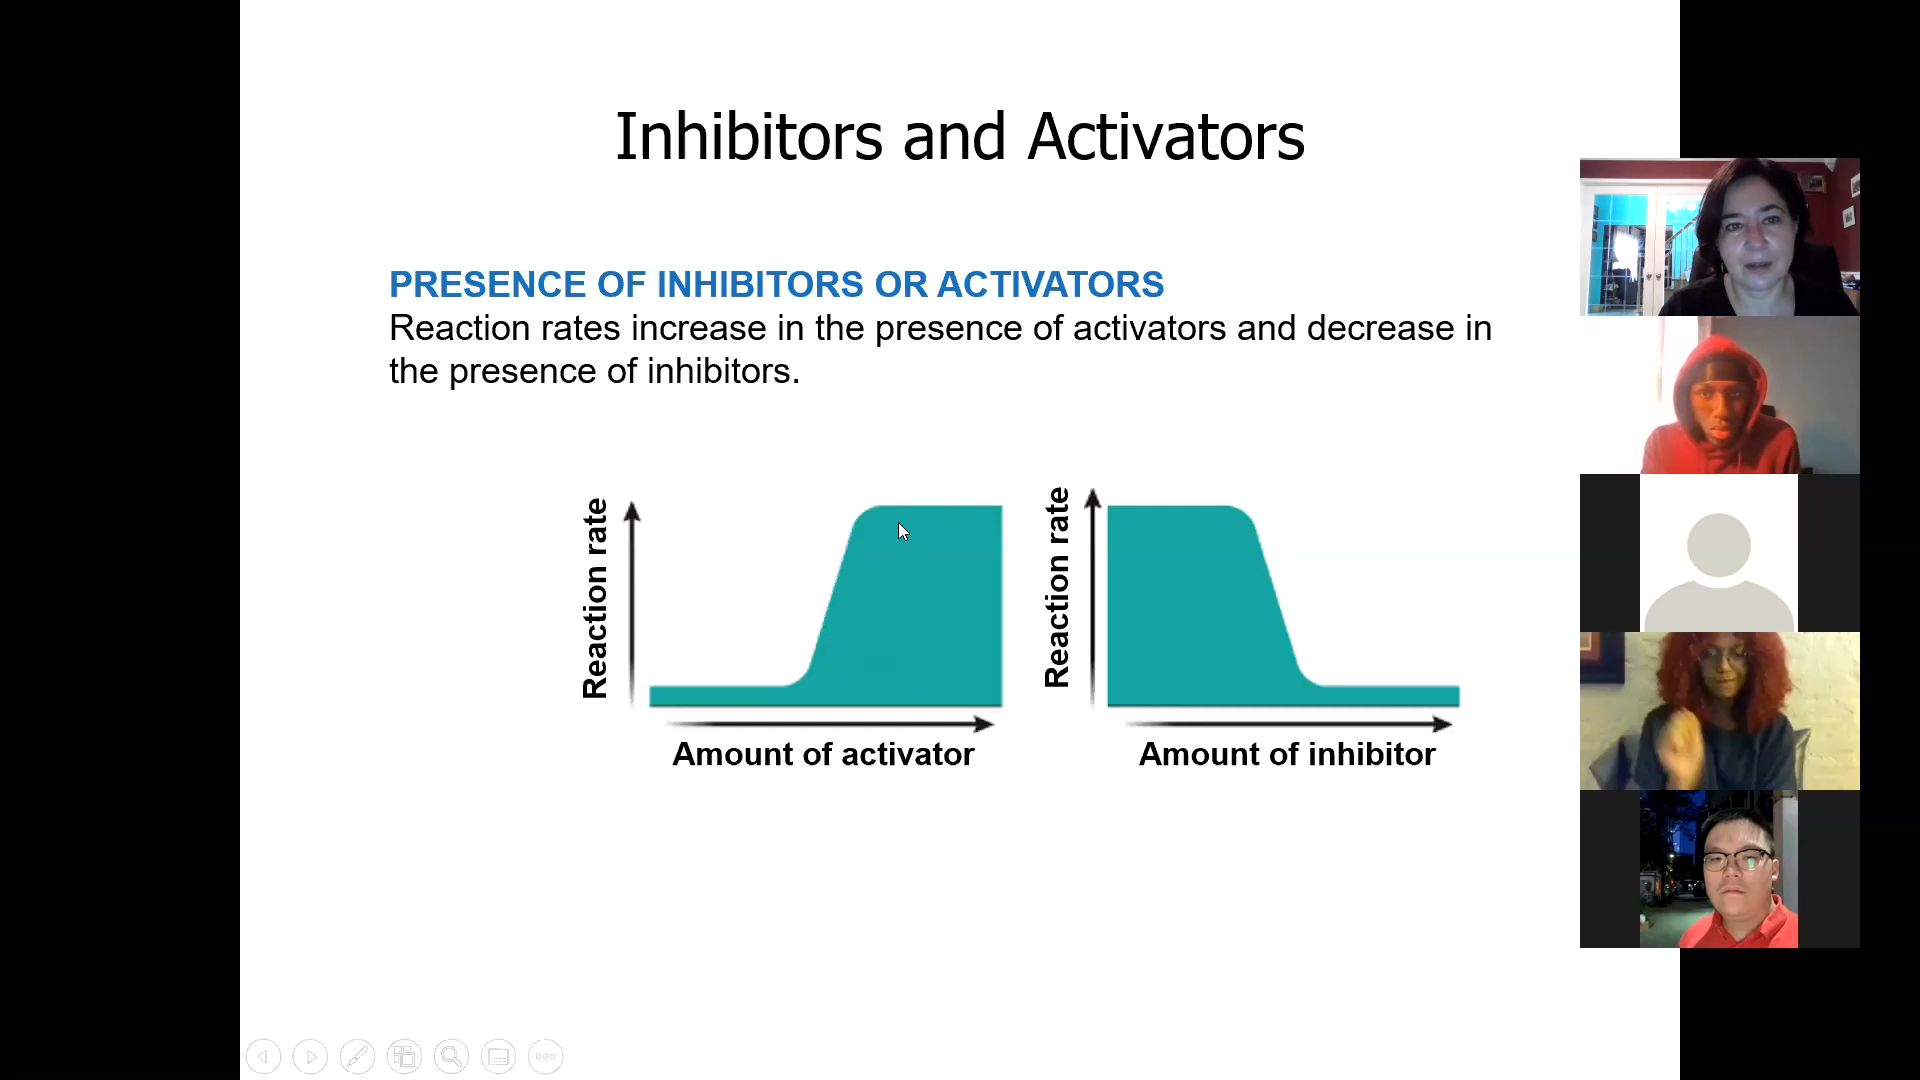 Inhibitors and Activators
PRESENCE OF INHIBITORS OR ACTIVATORS
Reaction rates increase in the presence of activators and decrease in
the presence of inhibitors.
Reaction rate
Amount of activator
Reaction rate
Amount of inhibitor